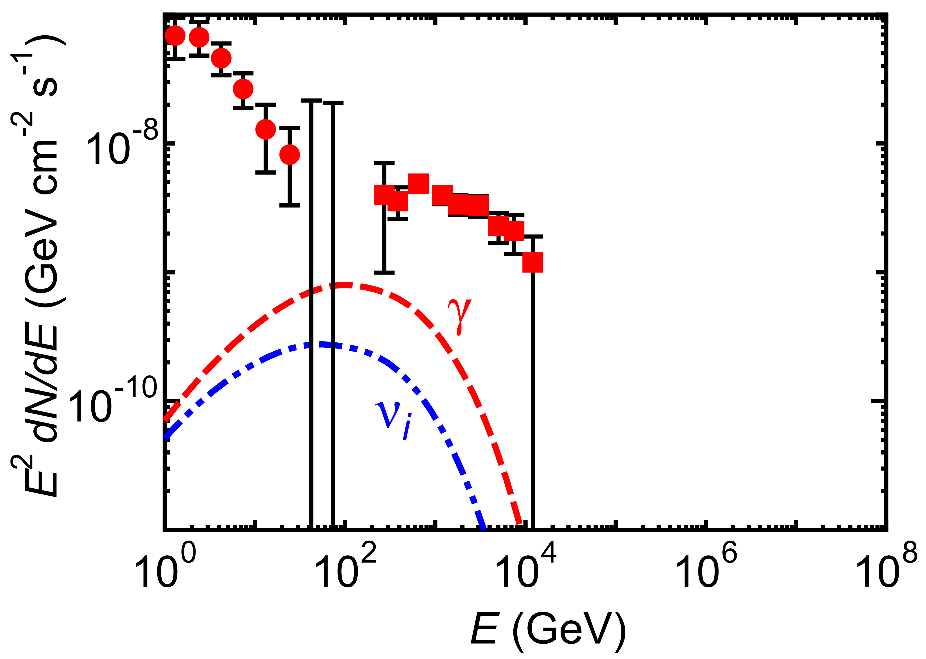 E² dN/dE (GeV cm⁻² s⁻¹)
10⁻⁸
10⁻¹⁰
γ
νᵢ
10⁰ 10² 10⁴ 10⁶ 10⁸
E (GeV)